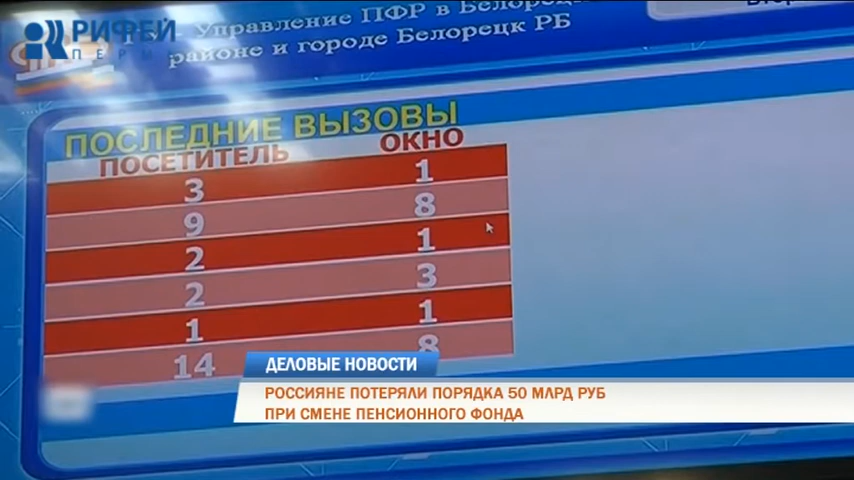 РИФЕЙ
ПЕРМЬ
Управление ПФР в Белорецком
районе и городе Белорецк РБ
ПОСЛЕДНИЕ ВЫЗОВЫ
ПОСЕТИТЕЛЬ ОКНО
3 1
9 8
2 1
2 3
1 1
14 8
ДЕЛОВЫЕ НОВОСТИ
РОССИЯНЕ ПОТЕРЯЛИ ПОРЯДКА 50 МЛРД РУБ
ПРИ СМЕНЕ ПЕНСИОННОГО ФОНДА